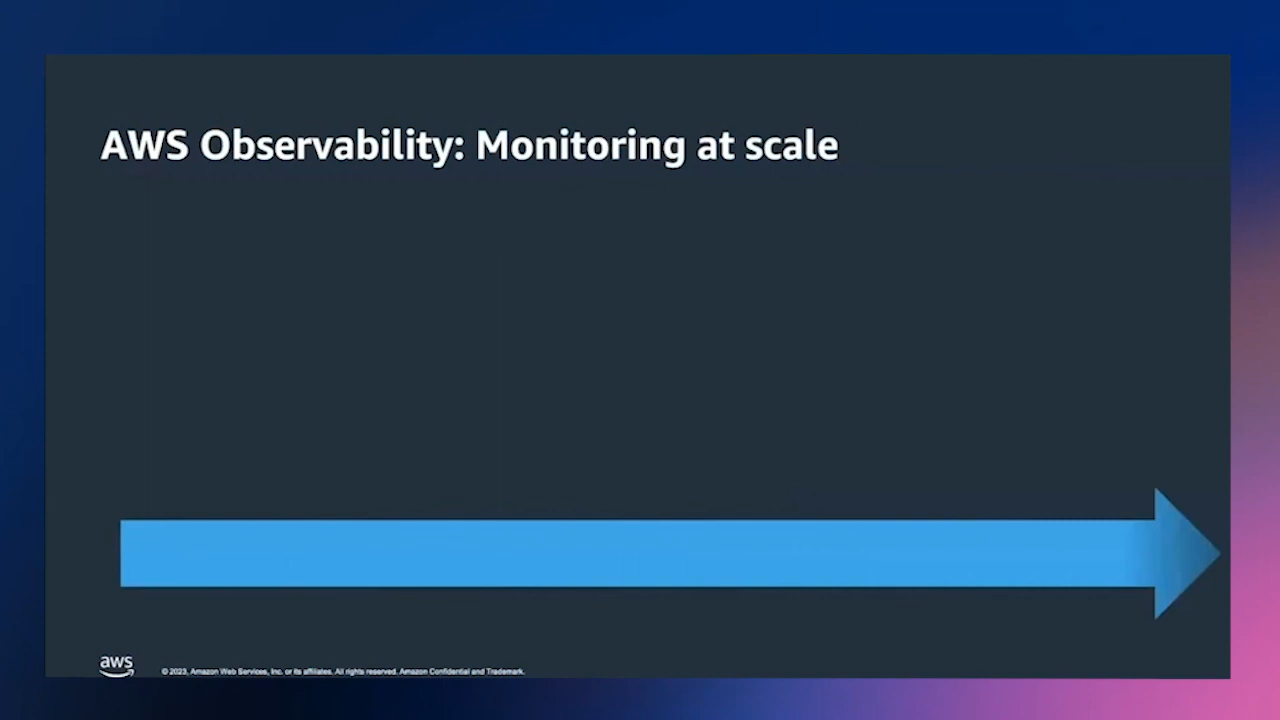 AWS Observability: Monitoring at scale
aws
© 2023, Amazon Web Services, Inc. or its affiliates. All rights reserved. Amazon Confidential and Trademark.